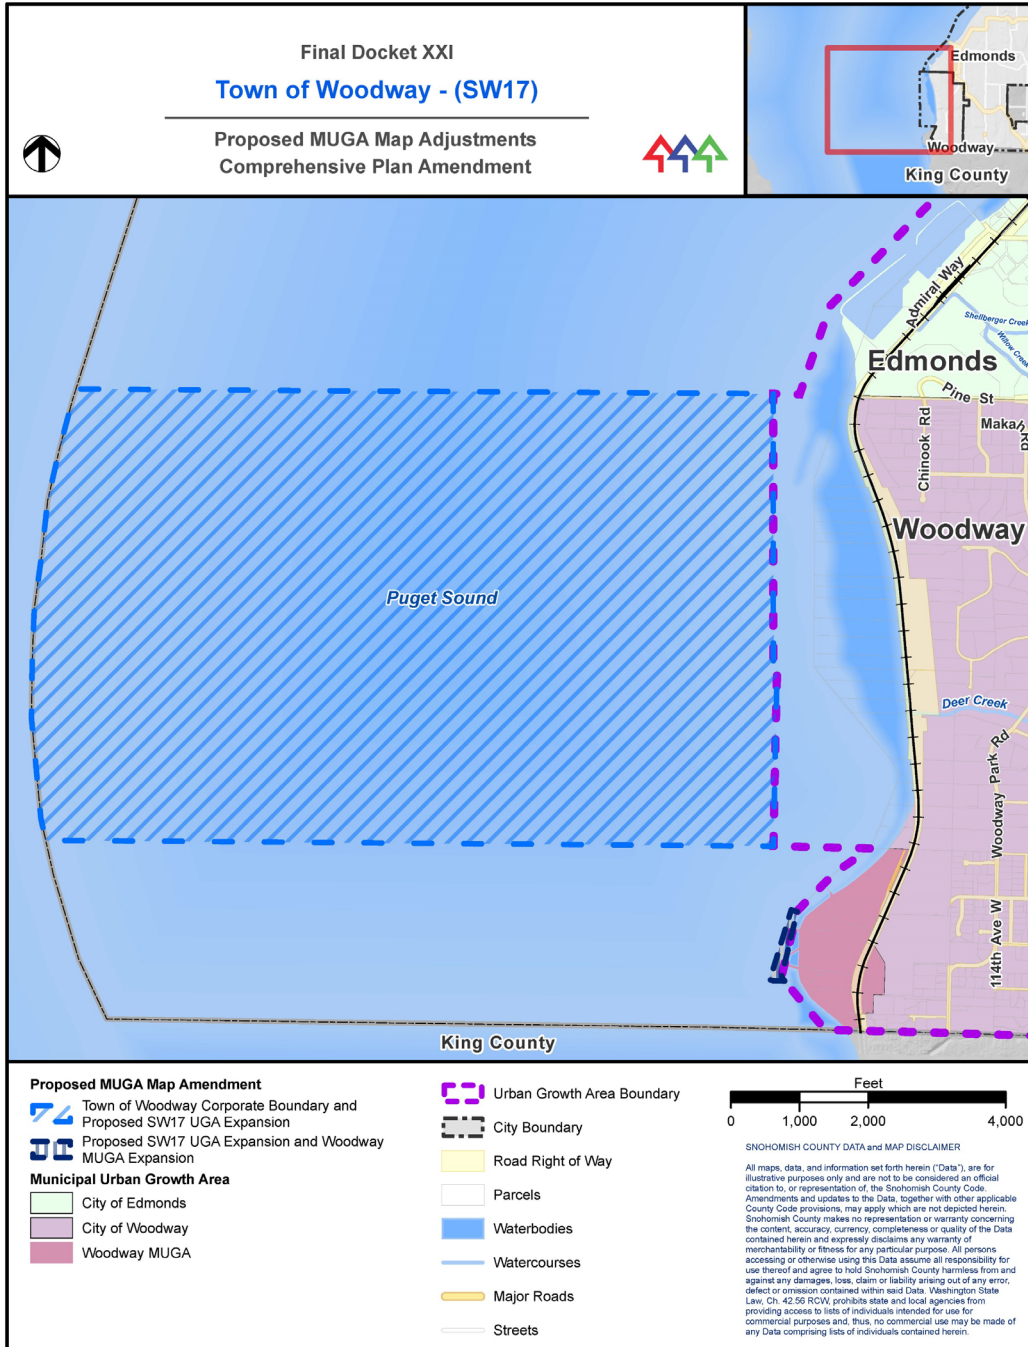 Final Docket XXI
Town of Woodway - (SW17)
Proposed MUGA Map Adjustments
Comprehensive Plan Amendment
Edmonds
Woodway
King County
Admiral Way
Shellberger Creek
Willow Creek
Edmonds
Pine St
Chinook Rd
Makah Rd
Woodway
Puget Sound
Deer Creek
Woodway Park Rd
114th Ave W
King County
Proposed MUGA Map Amendment
Town of Woodway Corporate Boundary and
Proposed SW17 UGA Expansion
Proposed SW17 UGA Expansion and Woodway
MUGA Expansion
Municipal Urban Growth Area
City of Edmonds
City of Woodway
Woodway MUGA
Urban Growth Area Boundary
City Boundary
Road Right of Way
Parcels
Waterbodies
Watercourses
Major Roads
Streets
Feet
0 1,000 2,000 4,000
SNOHOMISH COUNTY DATA and MAP DISCLAIMER
All maps, data, and information set forth herein ("Data"), are for
illustrative purposes only and are not to be considered an official
citation to, or representation of, the Snohomish County Code.
Amendments and updates to the Data, together with other applicable
County Code provisions, may apply which are not depicted herein.
Snohomish County makes no representation or warranty concerning
the content, accuracy, currency, completeness or quality of the Data
contained herein and expressly disclaims any warranty of
merchantability or fitness for any particular purpose. All persons
accessing or otherwise using this Data assume all responsibility for
use thereof and agree to hold Snohomish County harmless from and
against any damages, loss, claim or liability arising out of any error,
defect or omission contained within said Data. Washington State
Law, Ch. 42.56 RCW, prohibits state and local agencies from
providing access to lists of individuals intended for use for
commercial purposes and, thus, no commercial use may be made of
any Data comprising lists of individuals contained herein.